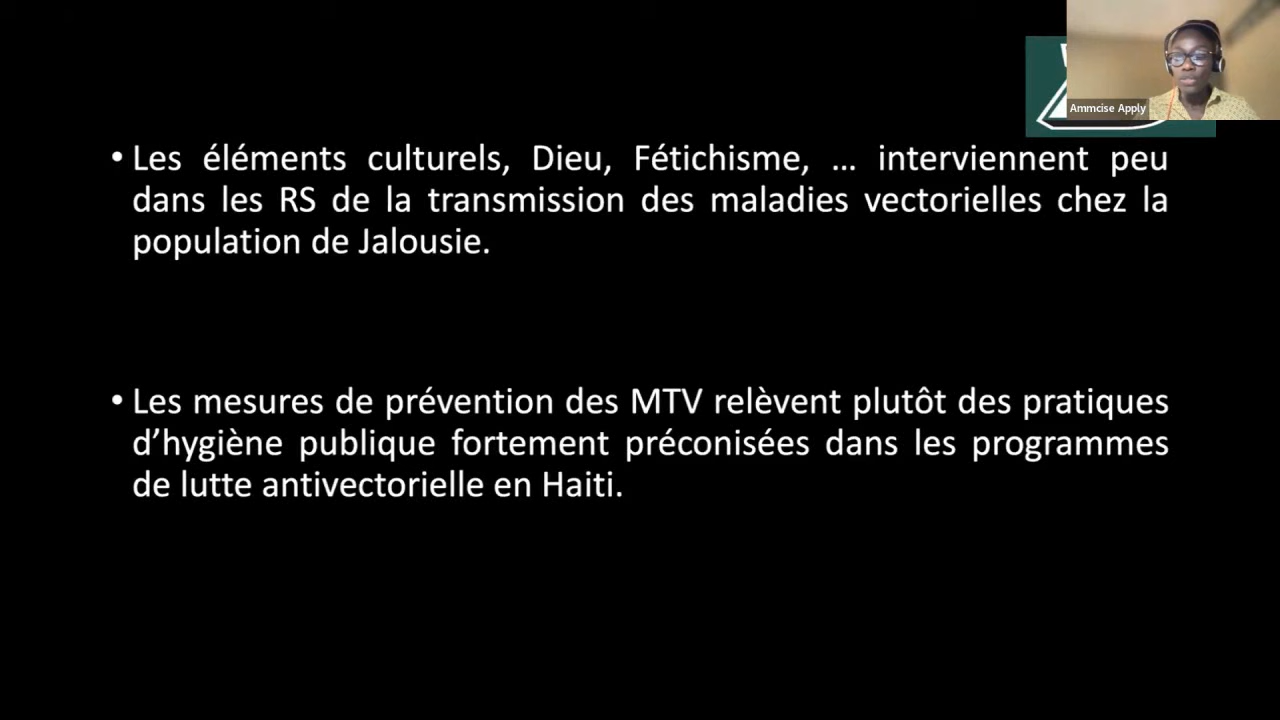 Ammcise Apply
• Les éléments culturels, Dieu, Fétichisme, ... interviennent peu
dans les RS de la transmission des maladies vectorielles chez la
population de Jalousie.
• Les mesures de prévention des MTV relèvent plutôt des pratiques
d’hygiène publique fortement préconisées dans les programmes
de lutte antivectorielle en Haiti.